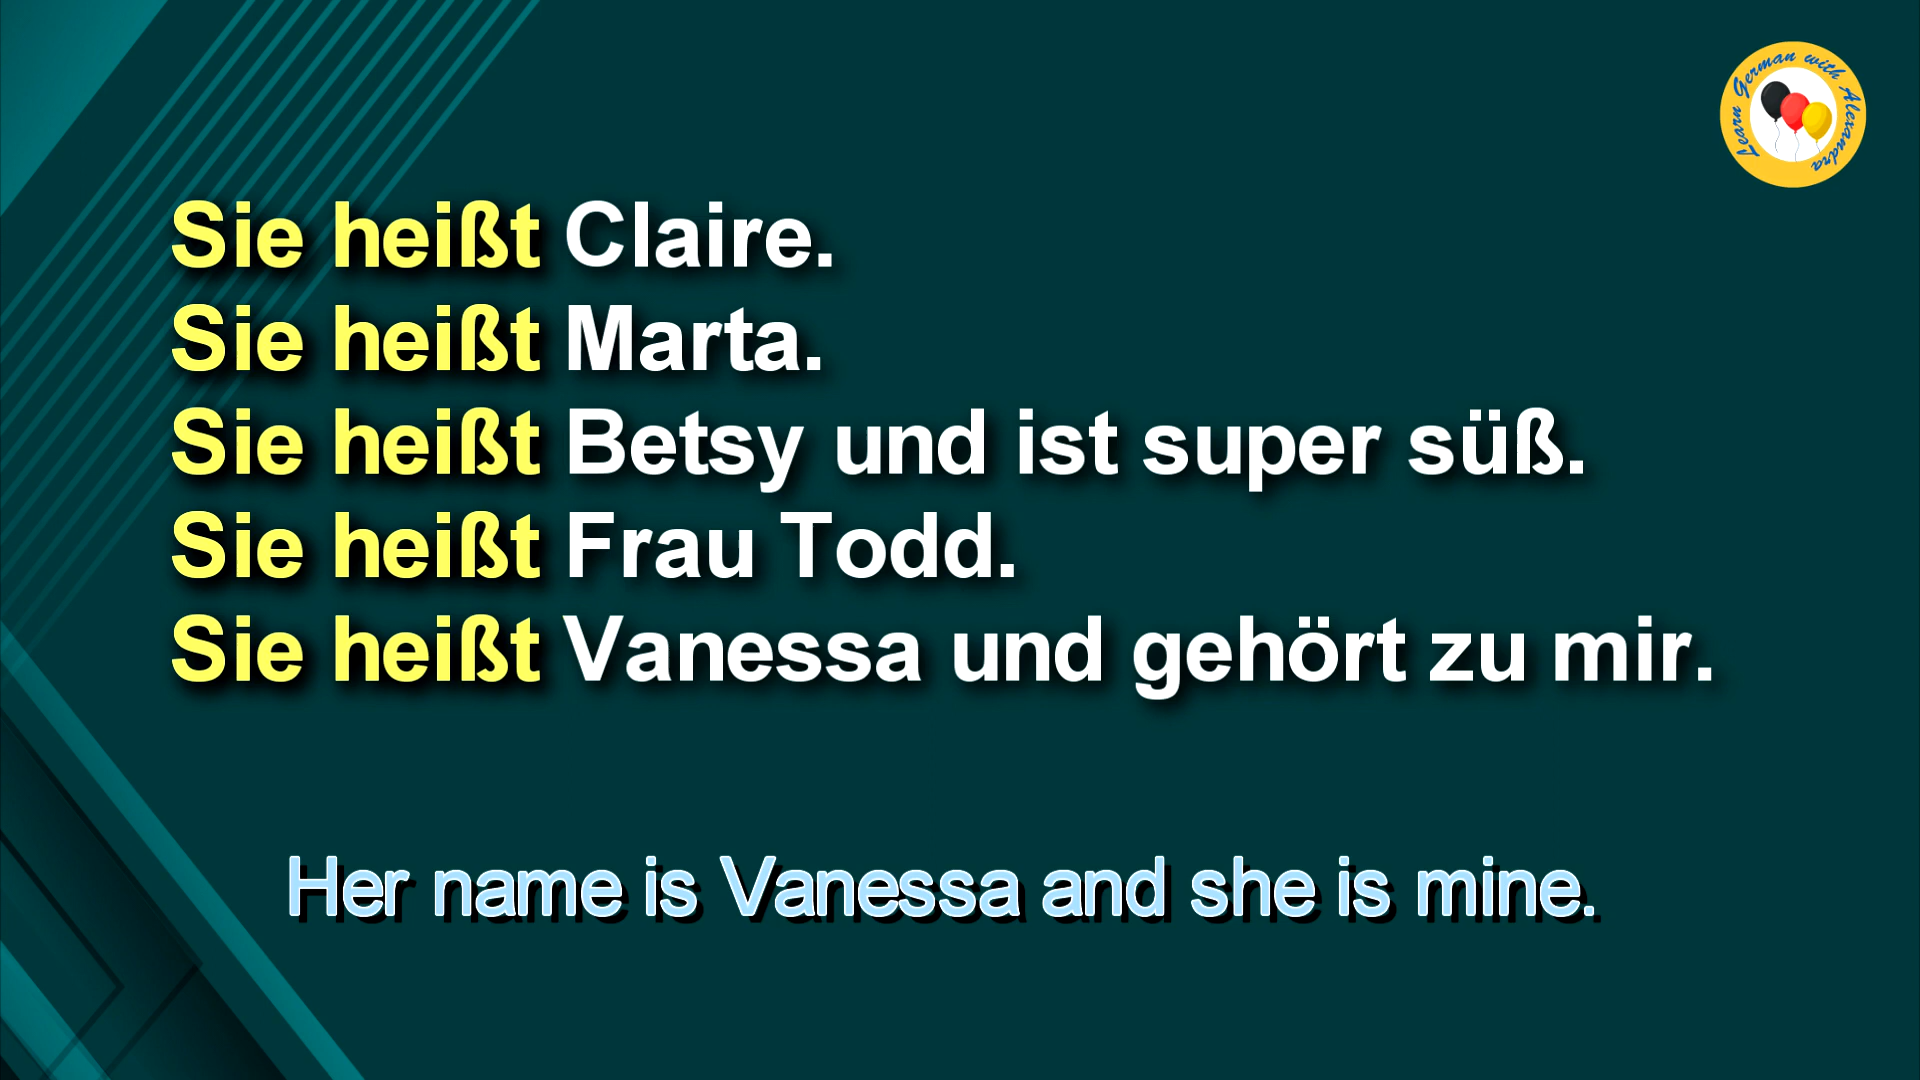 Learn German with Alexandra
Sie heißt Claire.
Sie heißt Marta.
Sie heißt Betsy und ist super süß.
Sie heißt Frau Todd.
Sie heißt Vanessa und gehört zu mir.
Her name is Vanessa and she is mine.